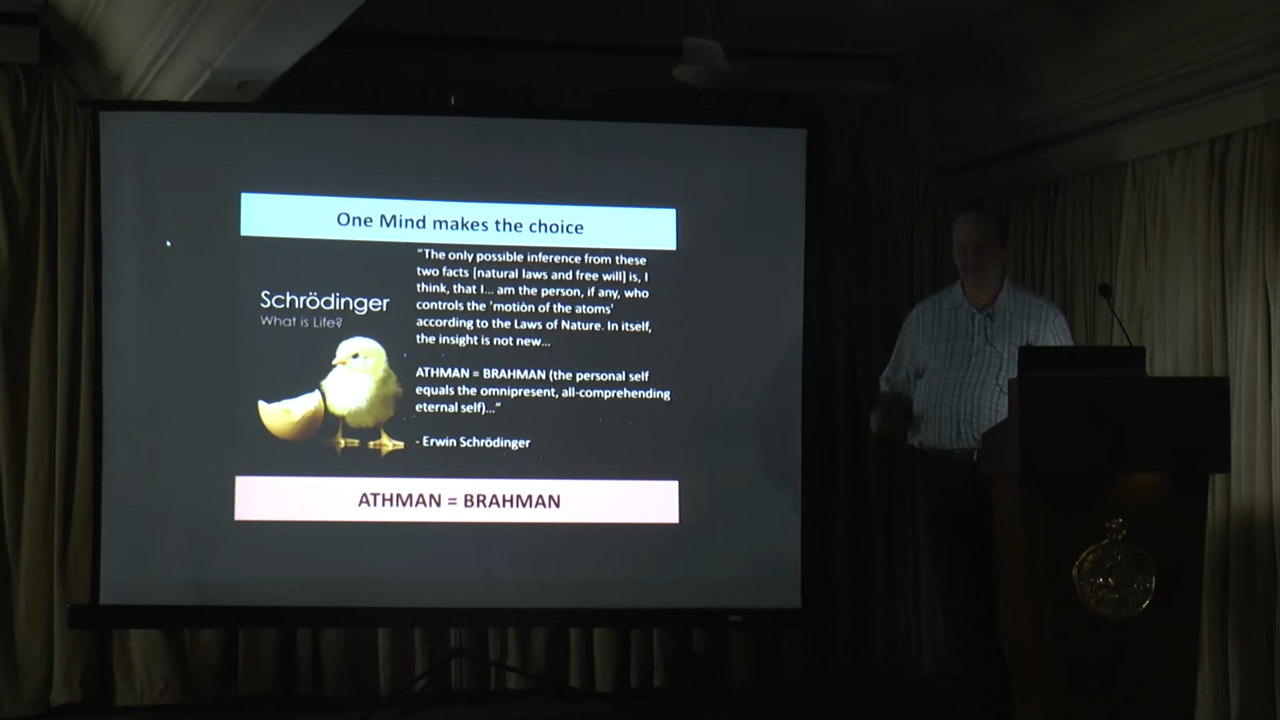 One Mind makes the choice
Schrödinger
What is Life?
"The only possible inference from these
two facts [natural laws and free will] is, I
think, that I... am the person, if any, who
controls the 'motion of the atoms'
according to the Laws of Nature. In itself,
the insight is not new...
ATHMAN = BRAHMAN (the personal self
equals the omnipresent, all-comprehending
eternal self)..."
- Erwin Schrödinger
ATHMAN = BRAHMAN